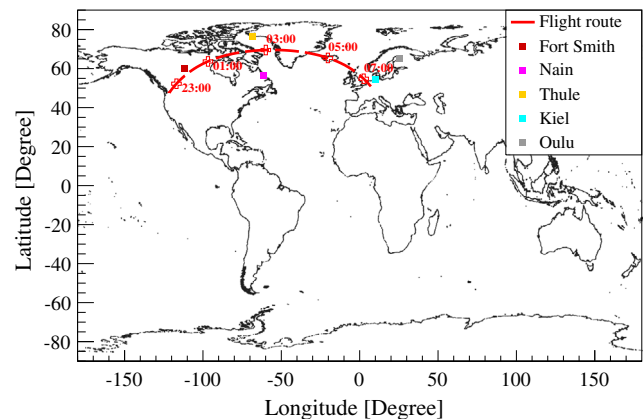 Latitude [Degree]
80
60
40
20
0
−20
−40
−60
−80
−150
−100
−50
0
50
100
150
Longitude [Degree]
23:00
01:00
03:00
05:00
07:00
Flight route
Fort Smith
Nain
Thule
Kiel
Oulu